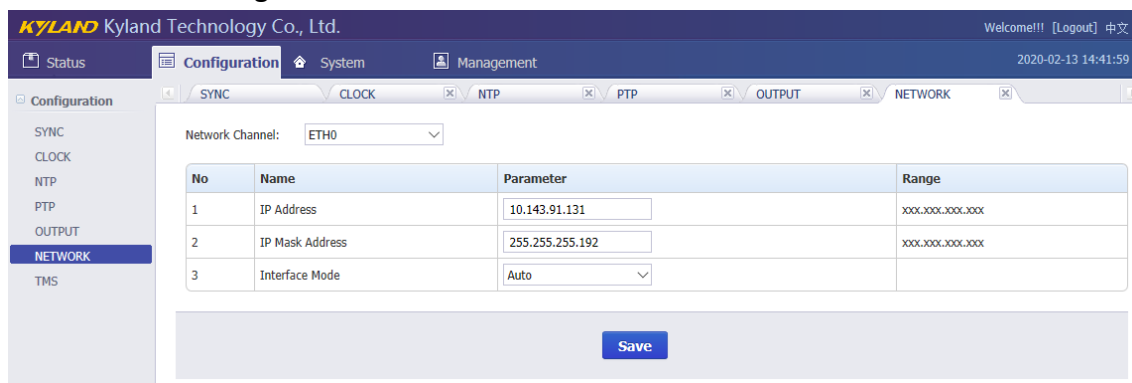 KYLAND Kyland Technology Co., Ltd.
Welcome!!! [Logout] 中文
Status Configuration System Management 2020-02-13 14:41:59
Configuration
SYNC CLOCK NTP PTP OUTPUT NETWORK
SYNC
CLOCK
NTP
PTP
OUTPUT
NETWORK
TMS
Network Channel: ETH0
No Name Parameter Range
1 IP Address 10.143.91.131 xxx.xxx.xxx.xxx
2 IP Mask Address 255.255.255.192 xxx.xxx.xxx.xxx
3 Interface Mode Auto
Save